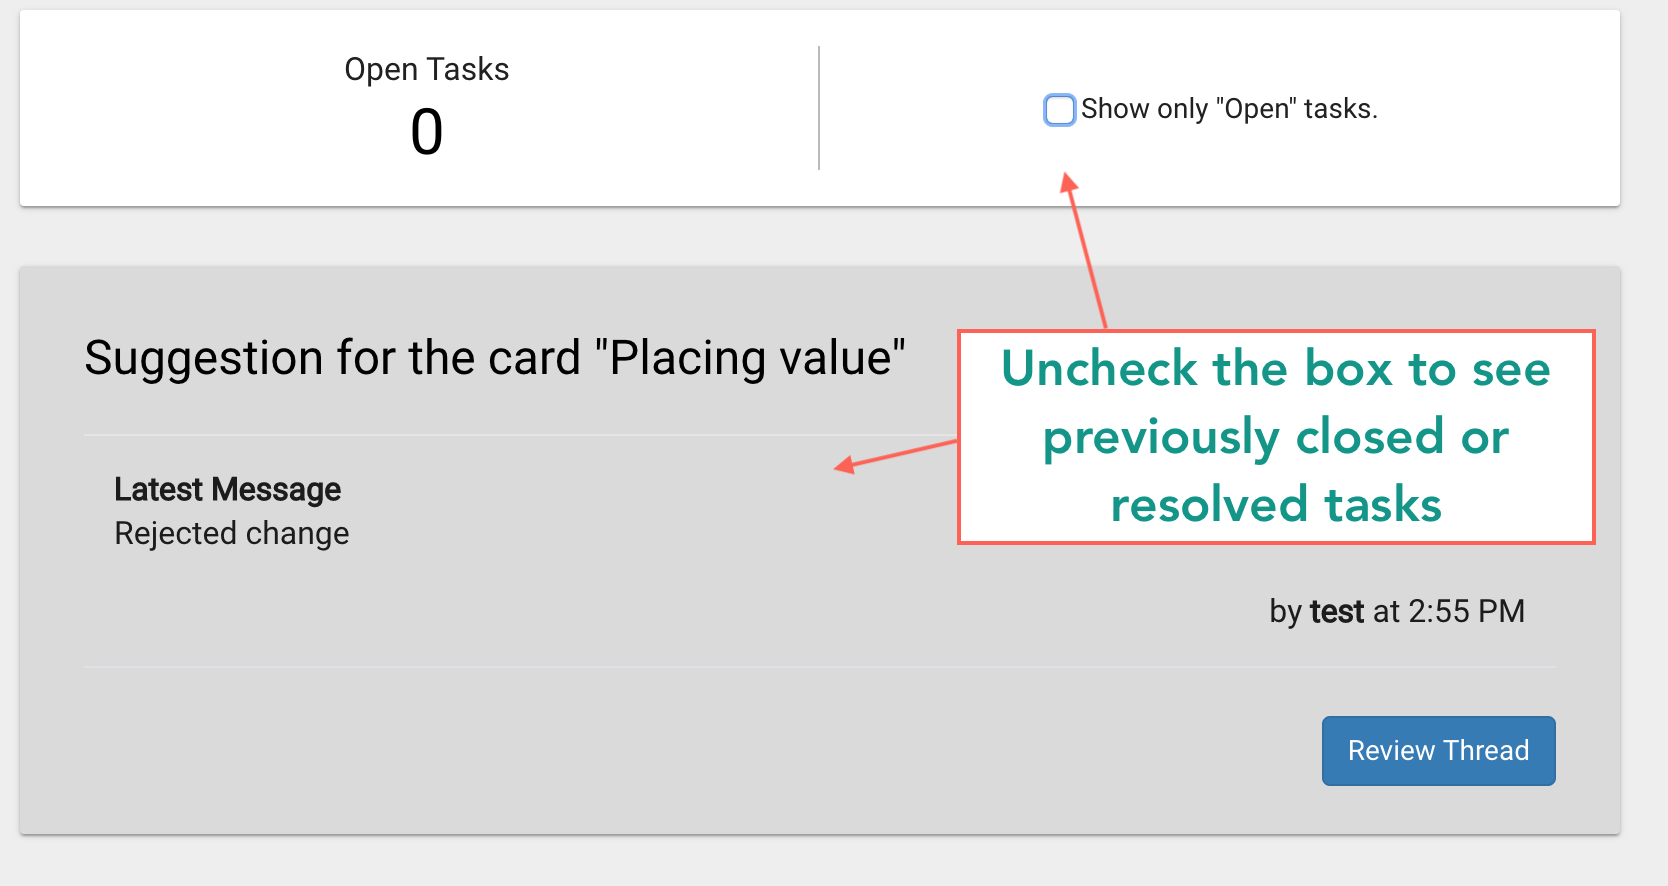 Open Tasks
0
Show only "Open" tasks.
Suggestion for the card "Placing value"
Uncheck the box to see
previously closed or
resolved tasks
Latest Message
Rejected change
by test at 2:55 PM
Review Thread